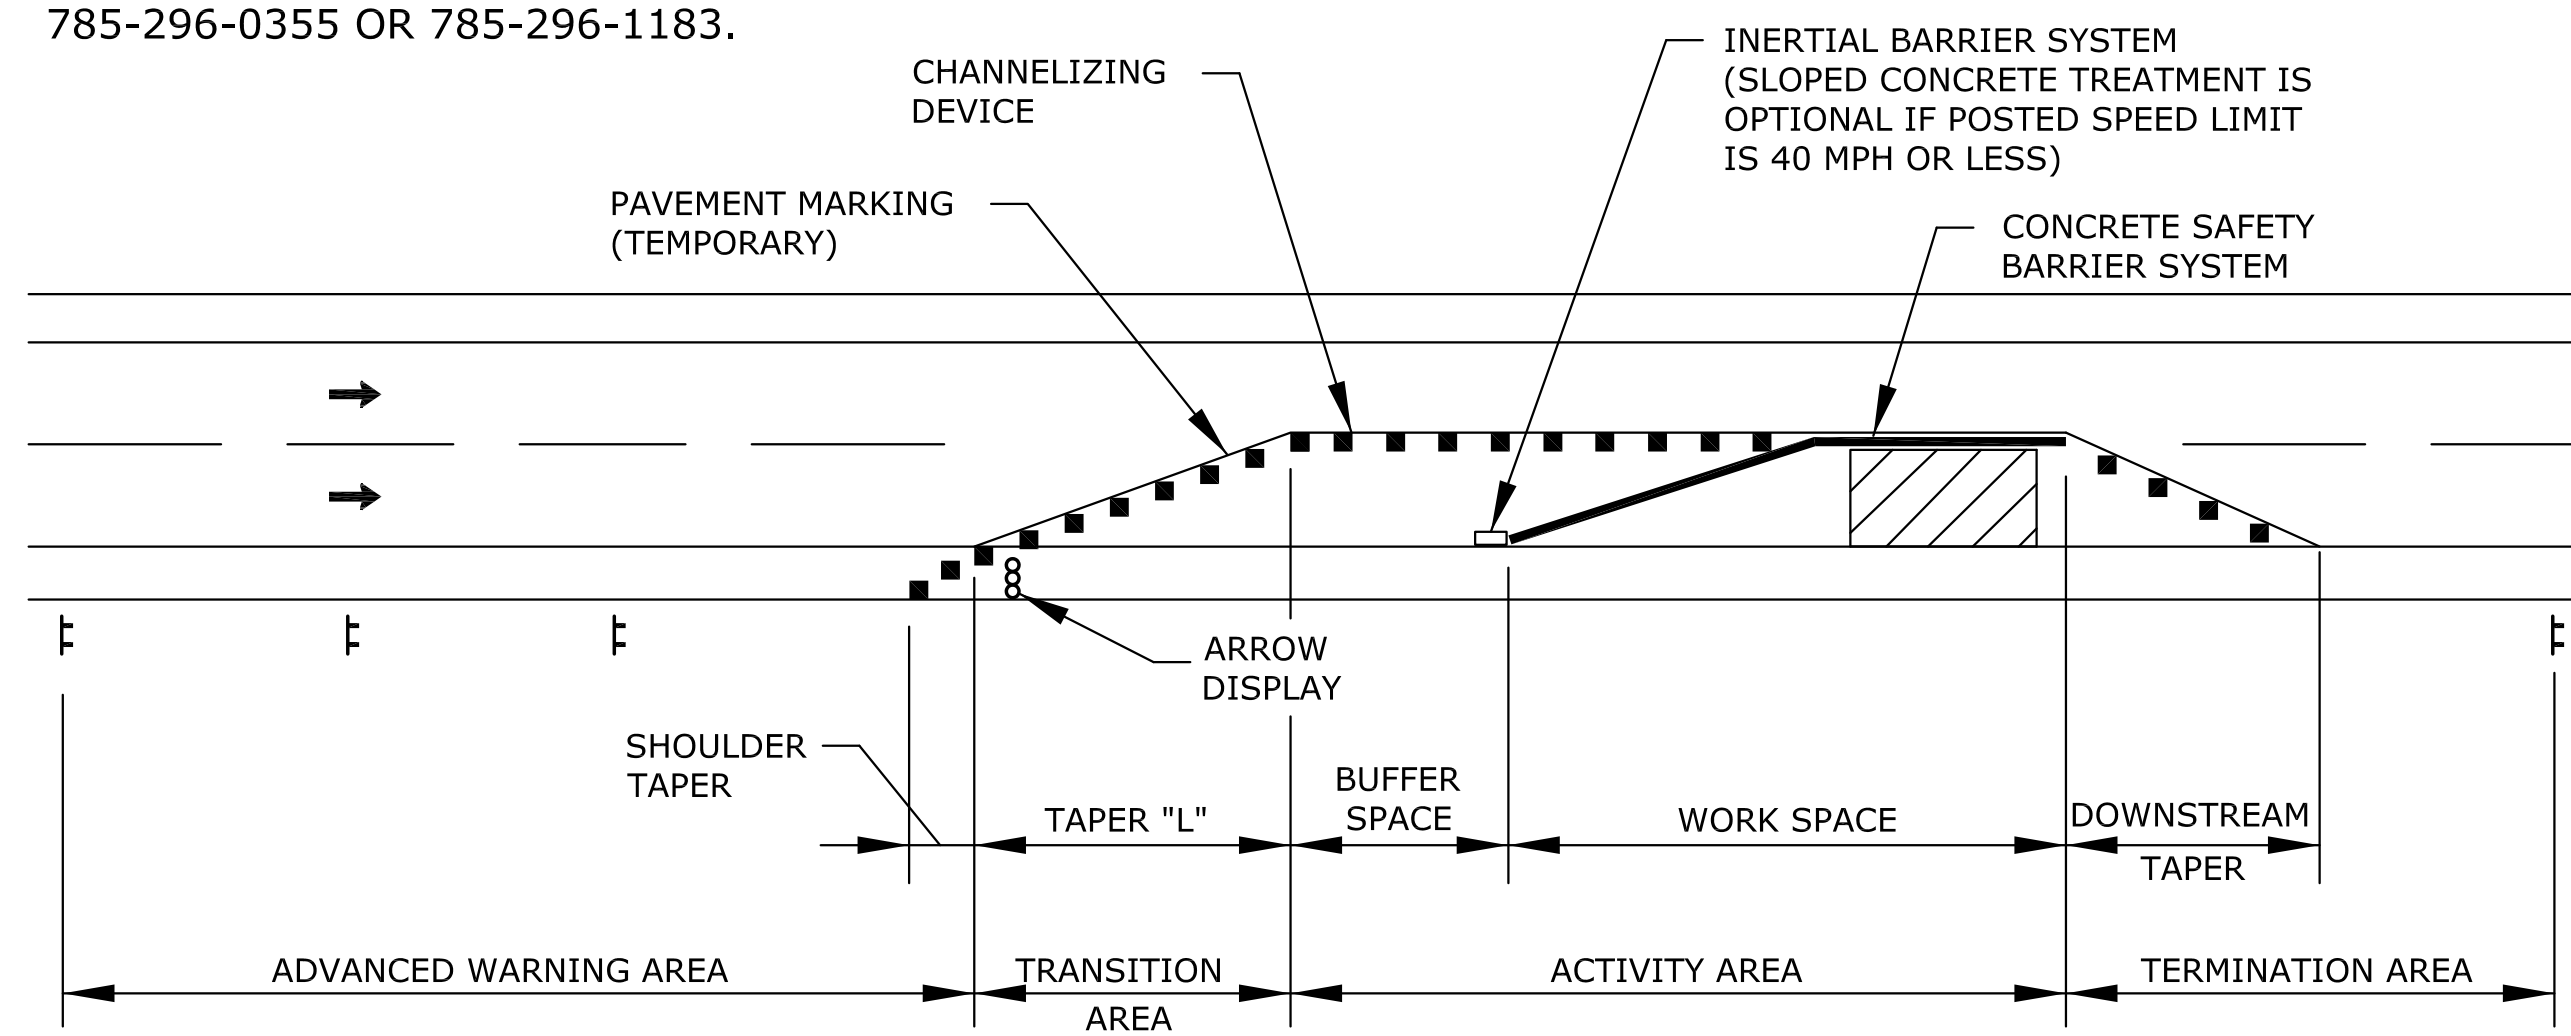 785-296-0355 OR 785-296-1183.
CHANNELIZING
DEVICE
INERTIAL BARRIER SYSTEM
(SLOPED CONCRETE TREATMENT IS
OPTIONAL IF POSTED SPEED LIMIT
IS 40 MPH OR LESS)
PAVEMENT MARKING
(TEMPORARY)
CONCRETE SAFETY
BARRIER SYSTEM
ARROW
DISPLAY
SHOULDER
TAPER
TAPER "L"
BUFFER
SPACE
WORK SPACE
DOWNSTREAM
TAPER
ADVANCED WARNING AREA
TRANSITION
AREA
ACTIVITY AREA
TERMINATION AREA